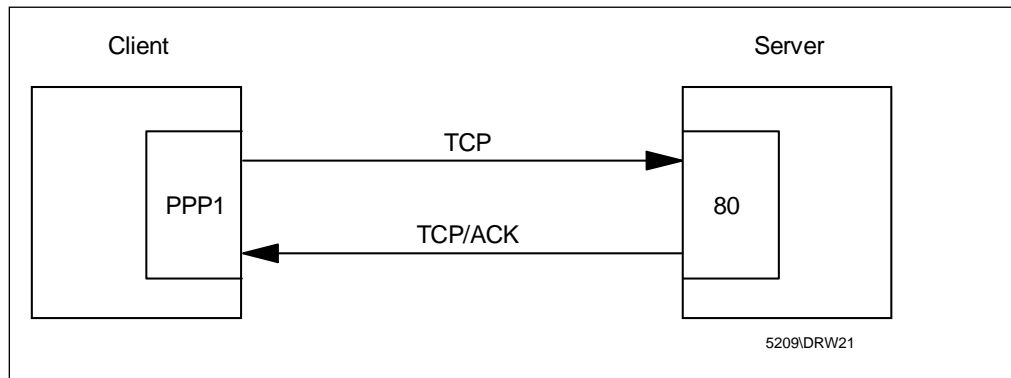 Client
Server
TCP
PPP1
80
TCP/ACK
5209\DRW21